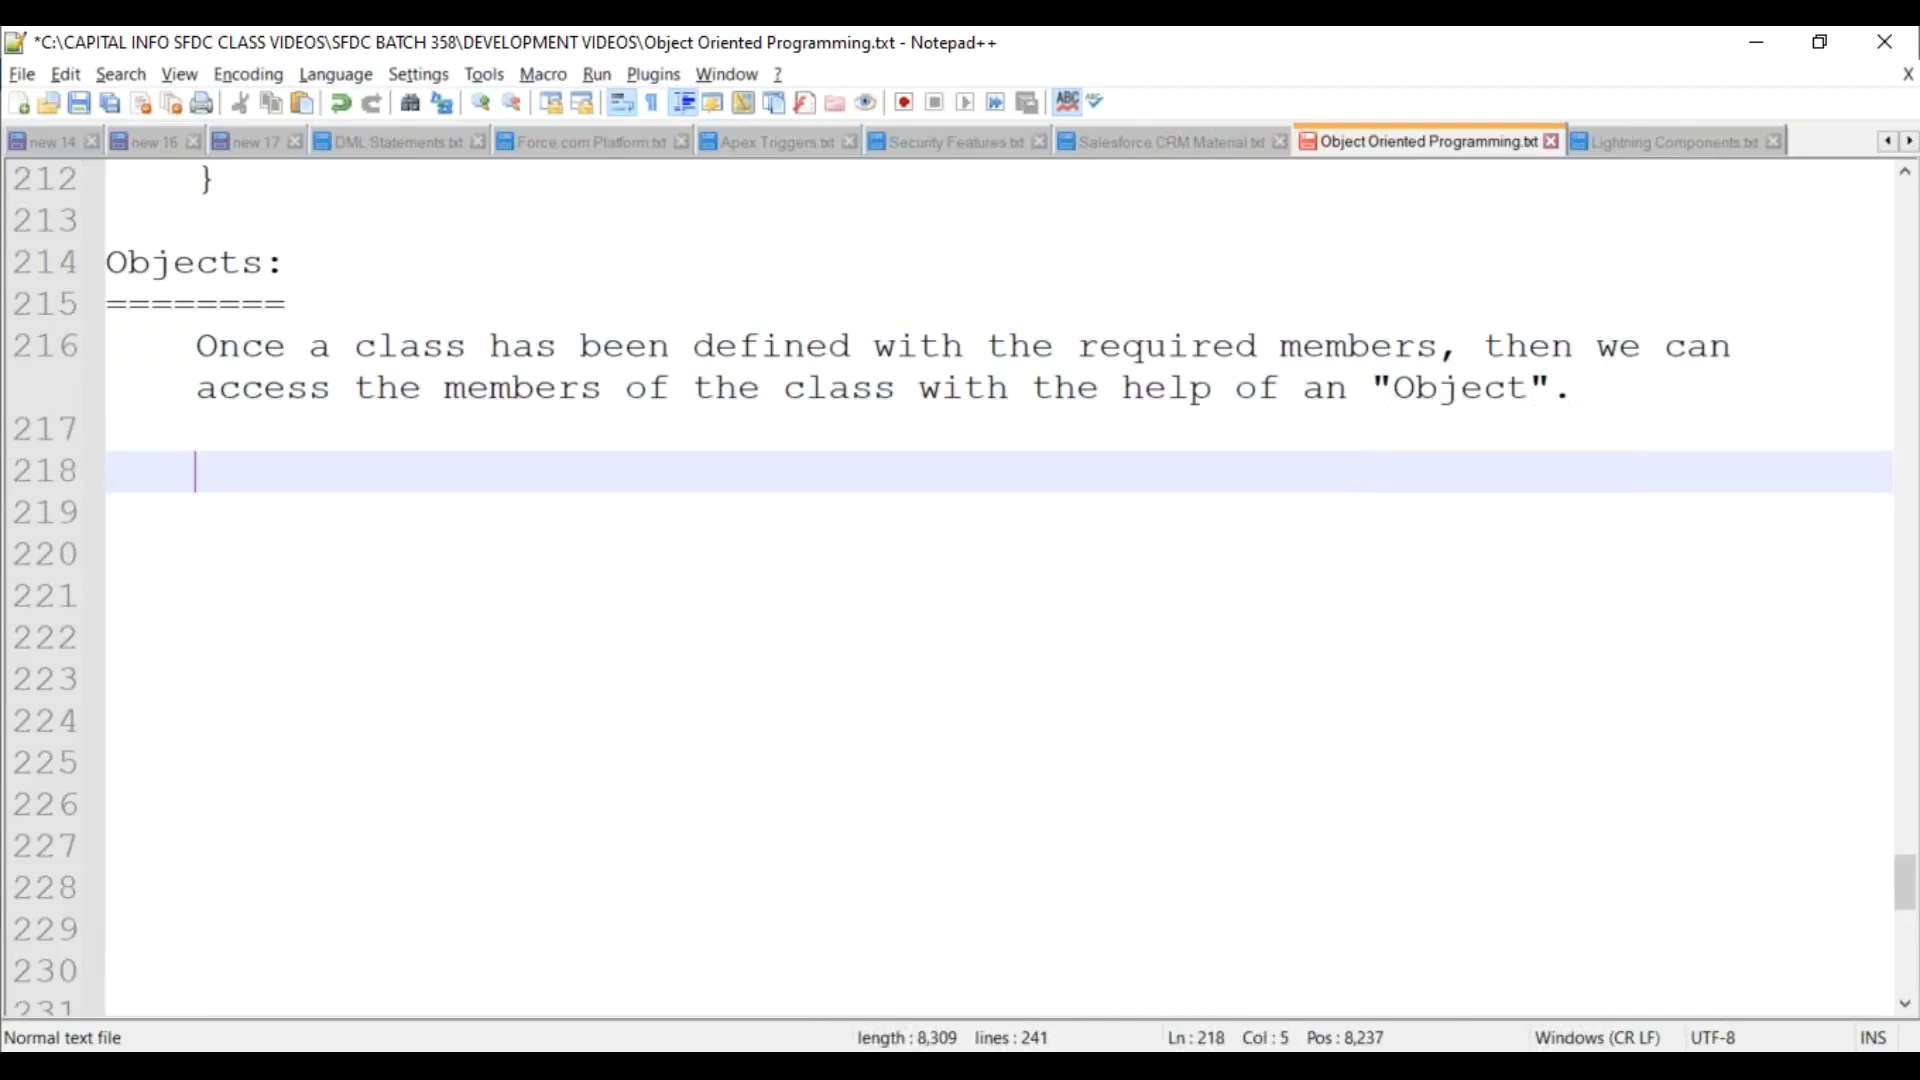 *C:\CAPITAL INFO SFDC CLASS VIDEOS\SFDC BATCH 358\DEVELOPMENT VIDEOS\Object Oriented Programming.txt - Notepad++
File Edit Search View Encoding Language Settings Tools Macro Run Plugins Window ? X
new 14 new 16 new 17 DML Statements.txt Force.com Platform.txt Apex Triggers.txt Security Features.txt Salesforce CRM Material.txt Object Oriented Programming.txt Lightning Components.txt
212 }
213
214 Objects:
215 ========
216 Once a class has been defined with the required members, then we can
access the members of the class with the help of an "Object".
217
218
219
220
221
222
223
224
225
226
227
228
229
230
231
Normal text file length : 8,309 lines : 241 Ln : 218 Col : 5 Pos : 8,237 Windows (CR LF) UTF-8 INS